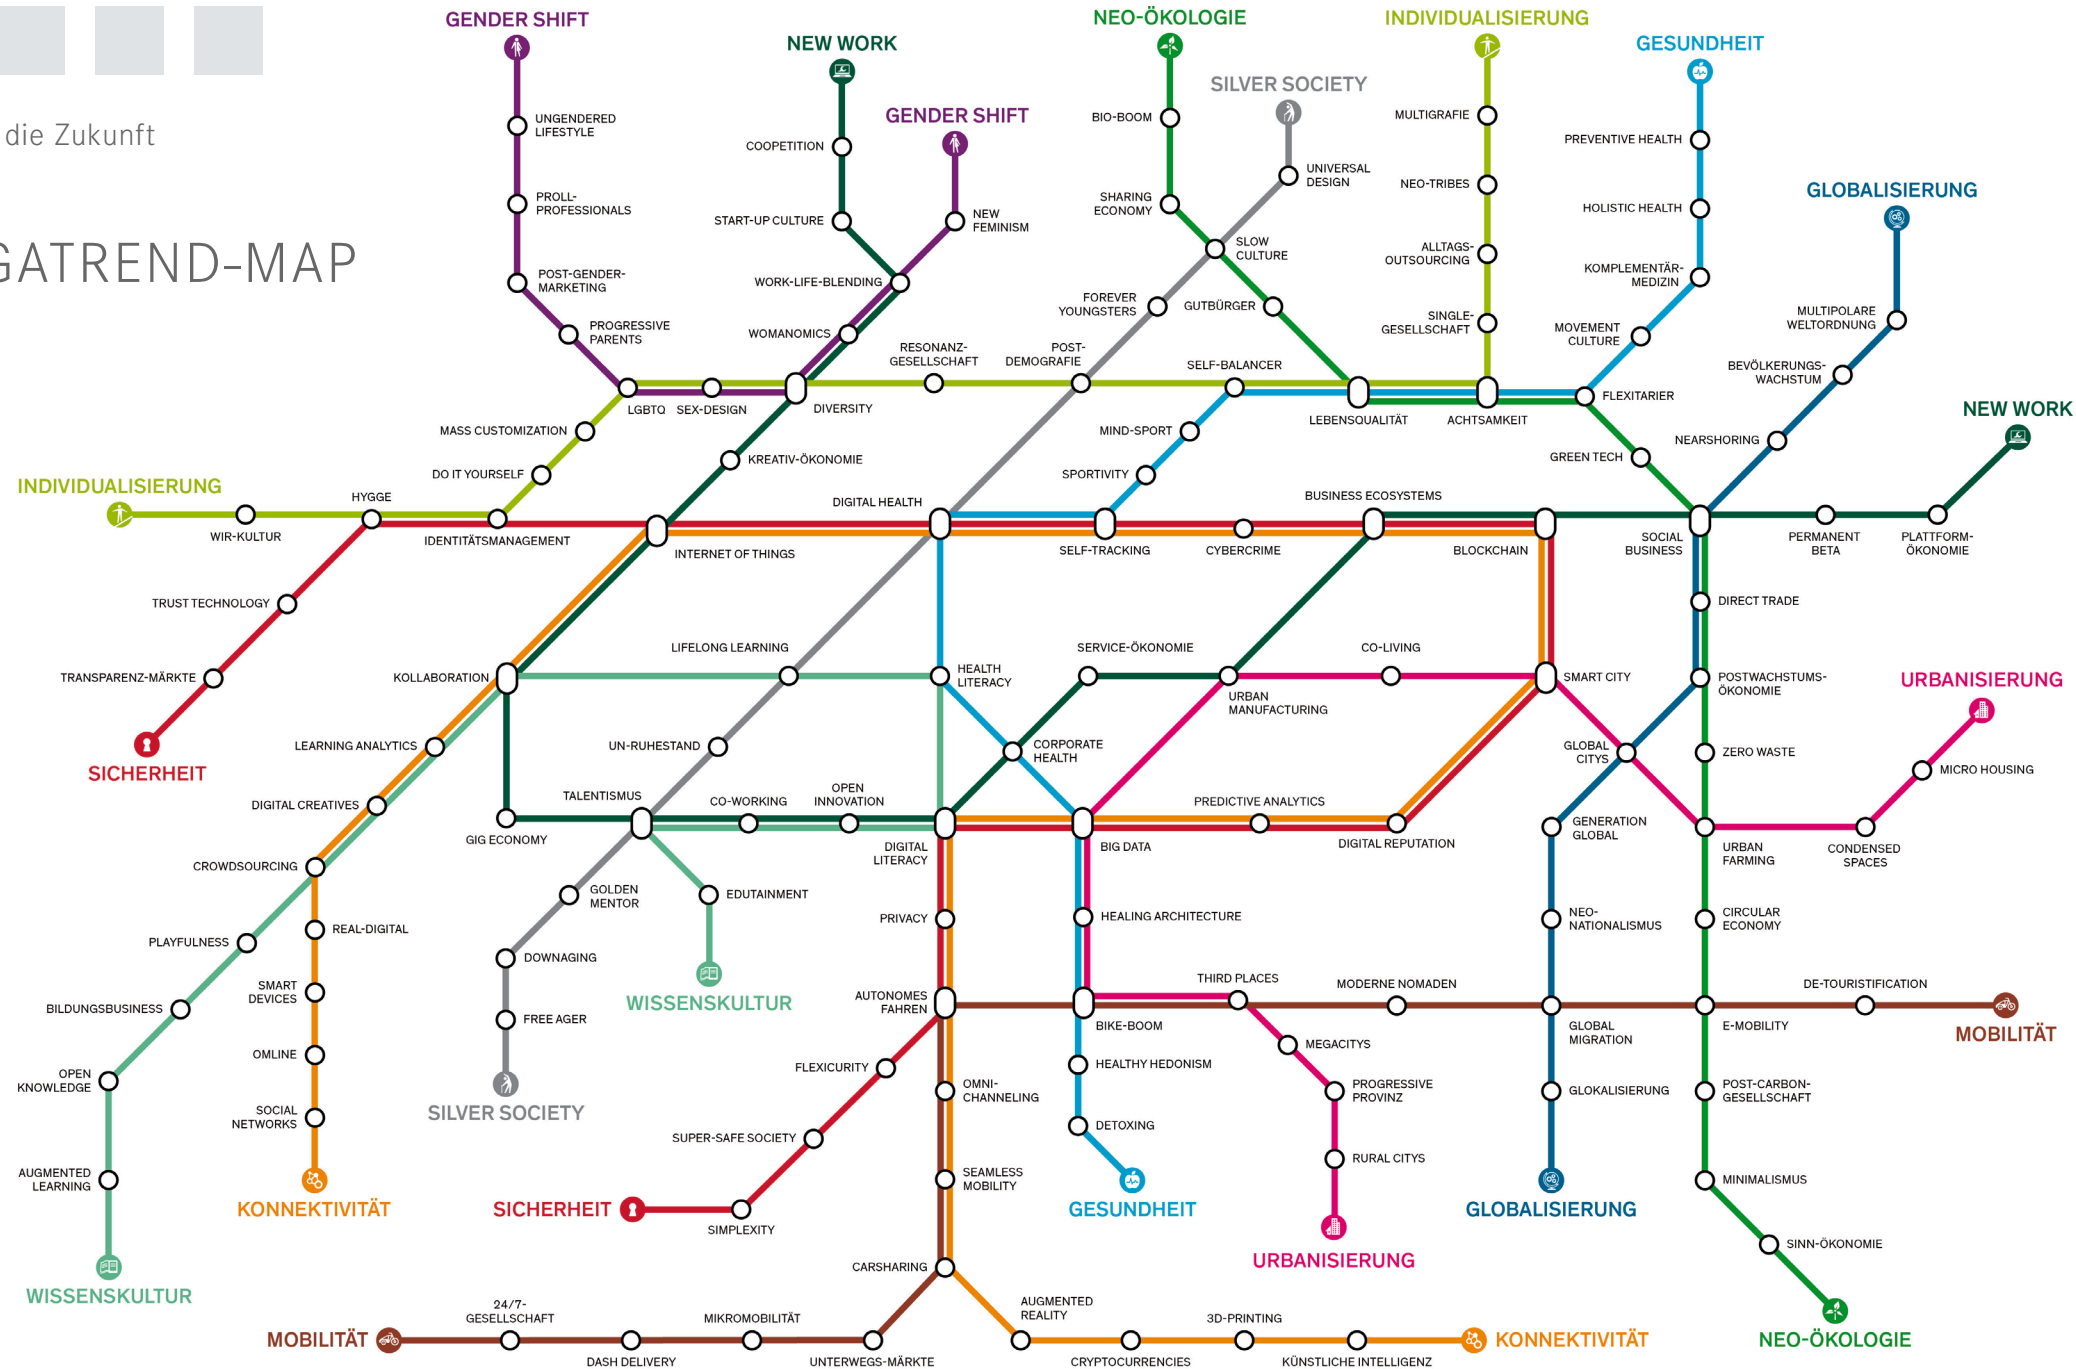 die Zukunft
GATREND-MAP
GENDER SHIFT
UNGENDERED
LIFESTYLE
PROLL-
PROFESSIONALS
POST-GENDER-
MARKETING
PROGRESSIVE
PARENTS
NEW WORK
COOPETITION
START-UP CULTURE
WORK-LIFE-BLENDING
WOMANOMICS
GENDER SHIFT
NEW
FEMINISM
NEO-ÖKOLOGIE
BIO-BOOM
SHARING
ECONOMY
SILVER SOCIETY
UNIVERSAL
DESIGN
SLOW
CULTURE
FOREVER
YOUNGSTERS
GUTBÜRGER
INDIVIDUALISIERUNG
MULTIGRAFIE
NEO-TRIBES
ALLTAGS-
OUTSOURCING
SINGLE-
GESELLSCHAFT
GESUNDHEIT
PREVENTIVE HEALTH
HOLISTIC HEALTH
KOMPLEMENTÄR-
MEDIZIN
MOVEMENT
CULTURE
GLOBALISIERUNG
MULTIPOLARE
WELTORDNUNG
BEVÖLKERUNGS-
WACHSTUM
NEARSHORING
NEW WORK
LGBTQ
SEX-DESIGN
DIVERSITY
RESONANZ-
GESELLSCHAFT
POST-
DEMOGRAFIE
SELF-BALANCER
LEBENSQUALITÄT
ACHTSAMKEIT
FLEXITARIER
MASS CUSTOMIZATION
DO IT YOURSELF
KREATIV-ÖKONOMIE
MIND-SPORT
SPORTIVITY
GREEN TECH
INDIVIDUALISIERUNG
WIR-KULTUR
HYGGE
IDENTITÄTSMANAGEMENT
INTERNET OF THINGS
DIGITAL HEALTH
SELF-TRACKING
CYBERCRIME
BUSINESS ECOSYSTEMS
BLOCKCHAIN
SOCIAL
BUSINESS
PERMANENT
BETA
PLATTFORM-
ÖKONOMIE
TRUST TECHNOLOGY
TRANSPARENZ-MÄRKTE
SICHERHEIT
DIRECT TRADE
KOLLABORATION
LIFELONG LEARNING
HEALTH
LITERACY
SERVICE-ÖKONOMIE
URBAN
MANUFACTURING
CO-LIVING
SMART CITY
POSTWACHSTUMS-
ÖKONOMIE
URBANISIERUNG
LEARNING ANALYTICS
UN-RUHESTAND
CORPORATE
HEALTH
GLOBAL
CITYS
ZERO WASTE
MICRO HOUSING
DIGITAL CREATIVES
GIG ECONOMY
TALENTISMUS
CO-WORKING
OPEN
INNOVATION
DIGITAL
LITERACY
BIG DATA
PREDICTIVE ANALYTICS
DIGITAL REPUTATION
GENERATION
GLOBAL
URBAN
FARMING
CONDENSED
SPACES
CROWDSOURCING
GOLDEN
MENTOR
EDUTAINMENT
REAL-DIGITAL
PLAYFULNESS
PRIVACY
HEALING ARCHITECTURE
NEO-
NATIONALISMUS
CIRCULAR
ECONOMY
DOWNAGING
WISSENSKULTUR
SMART
DEVICES
BILDUNGSBUSINESS
FREE AGER
AUTONOMES
FAHREN
BIKE-BOOM
THIRD PLACES
MODERNE NOMADEN
GLOBAL
MIGRATION
E-MOBILITY
DE-TOURISTIFICATION
MOBILITÄT
OMLINE
OPEN
KNOWLEDGE
SILVER SOCIETY
FLEXICURITY
HEALTHY HEDONISM
MEGACITYS
OMNI-
CHANNELING
PROGRESSIVE
PROVINZ
GLOKALISIERUNG
POST-CARBON-
GESELLSCHAFT
SOCIAL
NETWORKS
SUPER-SAFE SOCIETY
DETOXING
RURAL CITYS
AUGMENTED
LEARNING
KONNEKTIVITÄT
SICHERHEIT
SIMPLEXITY
SEAMLESS
MOBILITY
GESUNDHEIT
URBANISIERUNG
GLOBALISIERUNG
MINIMALISMUS
SINN-ÖKONOMIE
WISSENSKULTUR
CARSHARING
MOBILITÄT
24/7-
GESELLSCHAFT
DASH DELIVERY
MIKROMOBILITÄT
UNTERWEGS-MÄRKTE
AUGMENTED
REALITY
CRYPTOCURRENCIES
3D-PRINTING
KÜNSTLICHE INTELLIGENZ
KONNEKTIVITÄT
NEO-ÖKOLOGIE